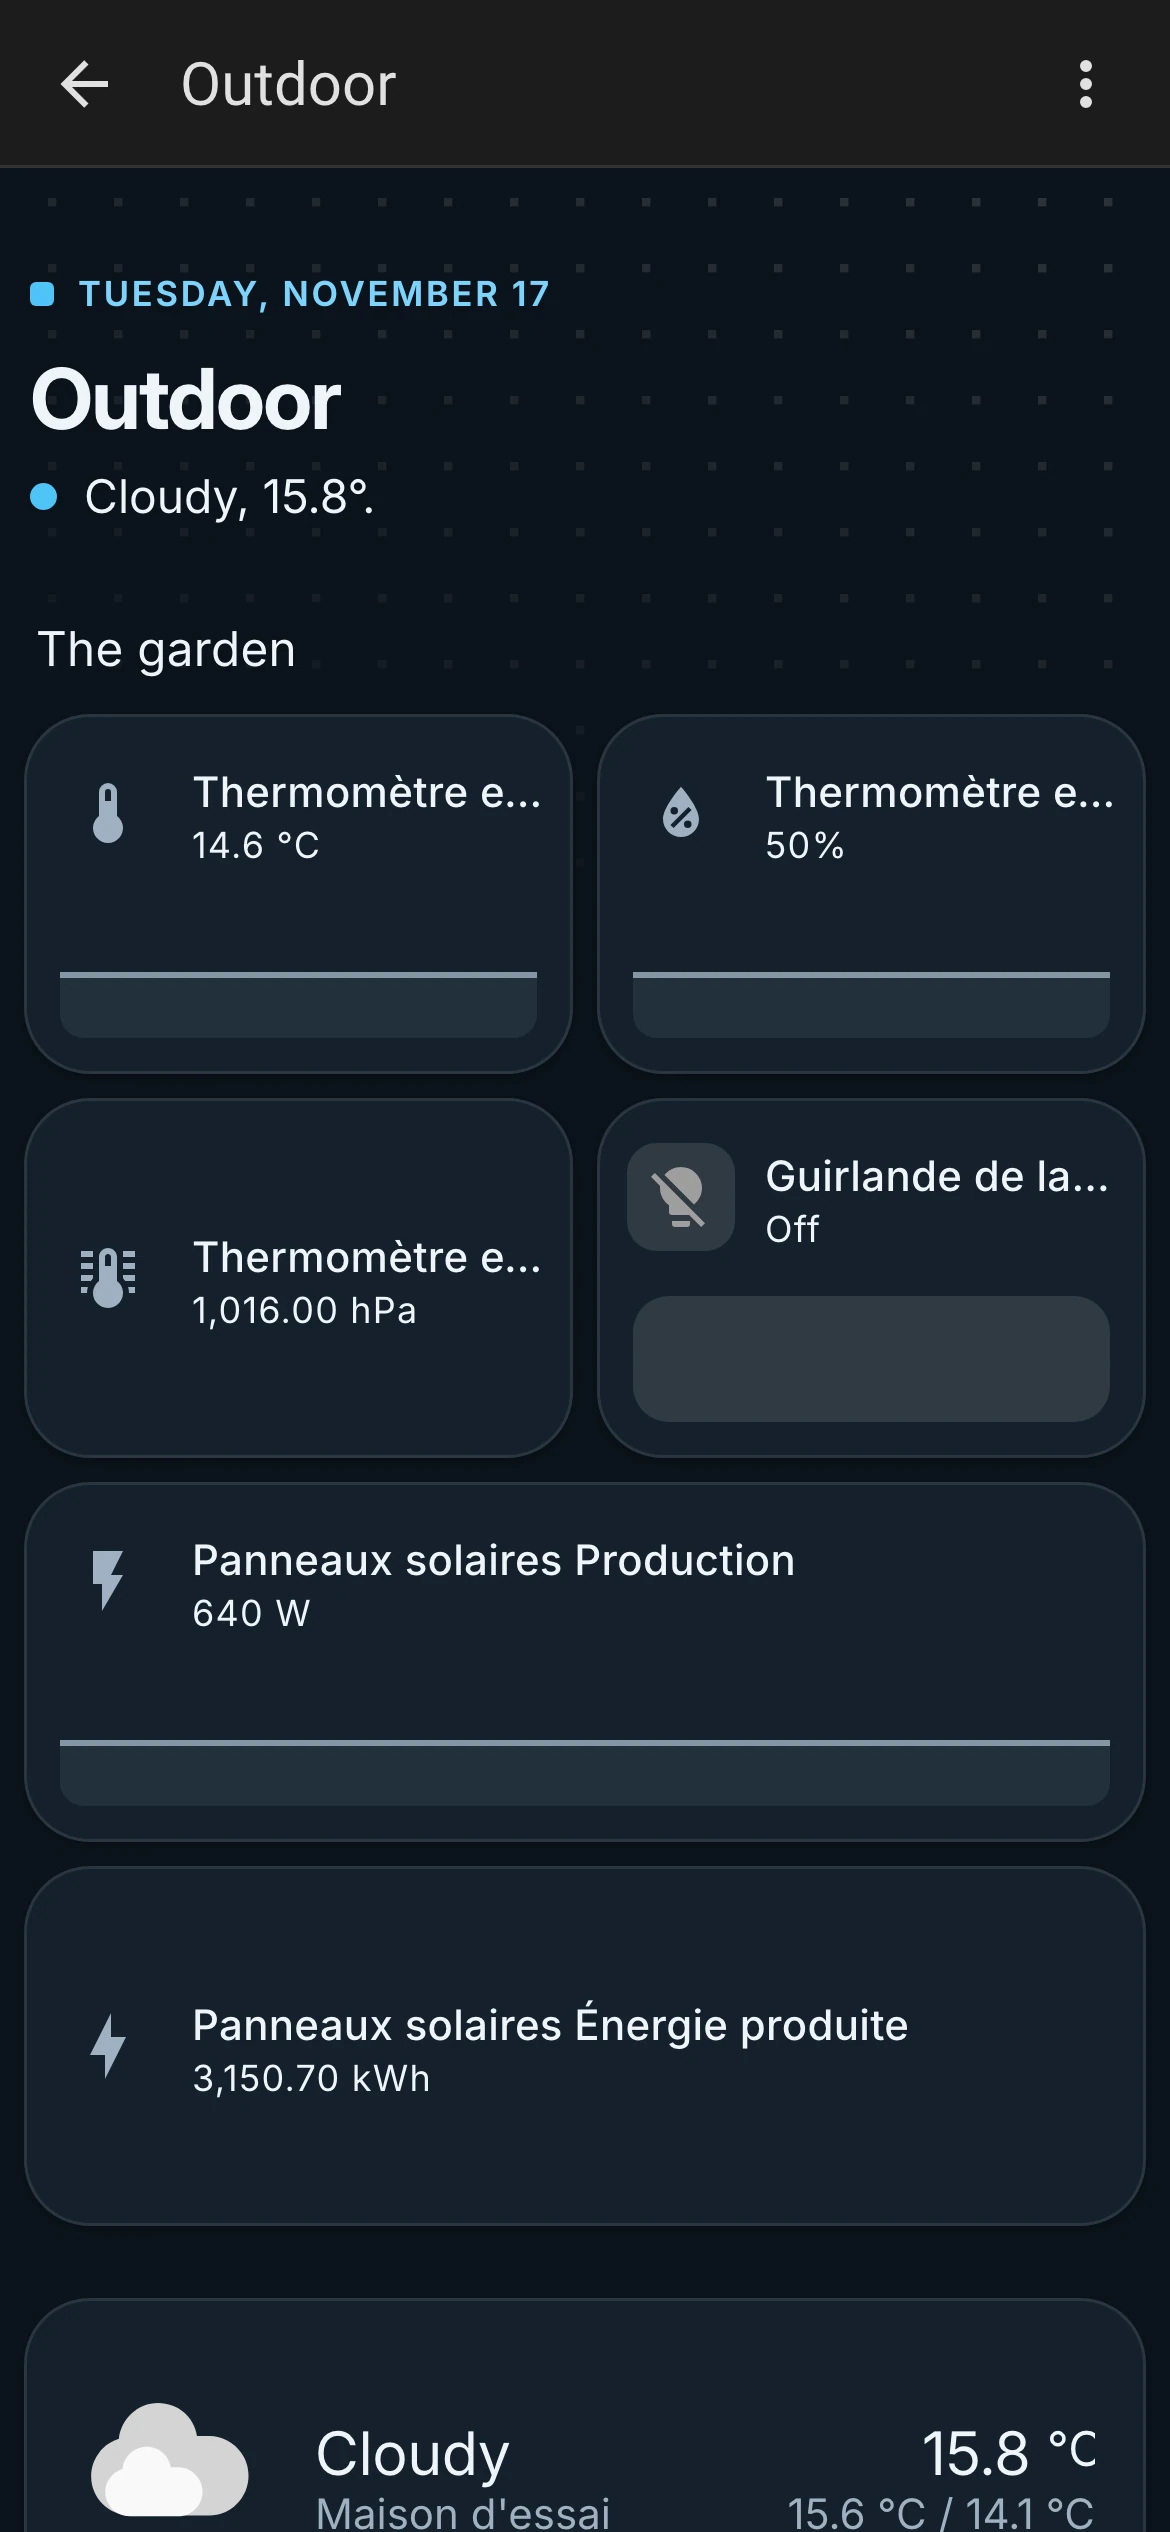 Outdoor
TUESDAY, NOVEMBER 17
Outdoor
Cloudy, 15.8°.
The garden
Thermomètre e...
14.6 °C
Thermomètre e...
50%
Thermomètre e...
1,016.00 hPa
Guirlande de la...
Off
Panneaux solaires Production
640 W
Panneaux solaires Énergie produite
3,150.70 kWh
Cloudy
15.8 °C
Maison d'essai
15.6 °C / 14.1 °C